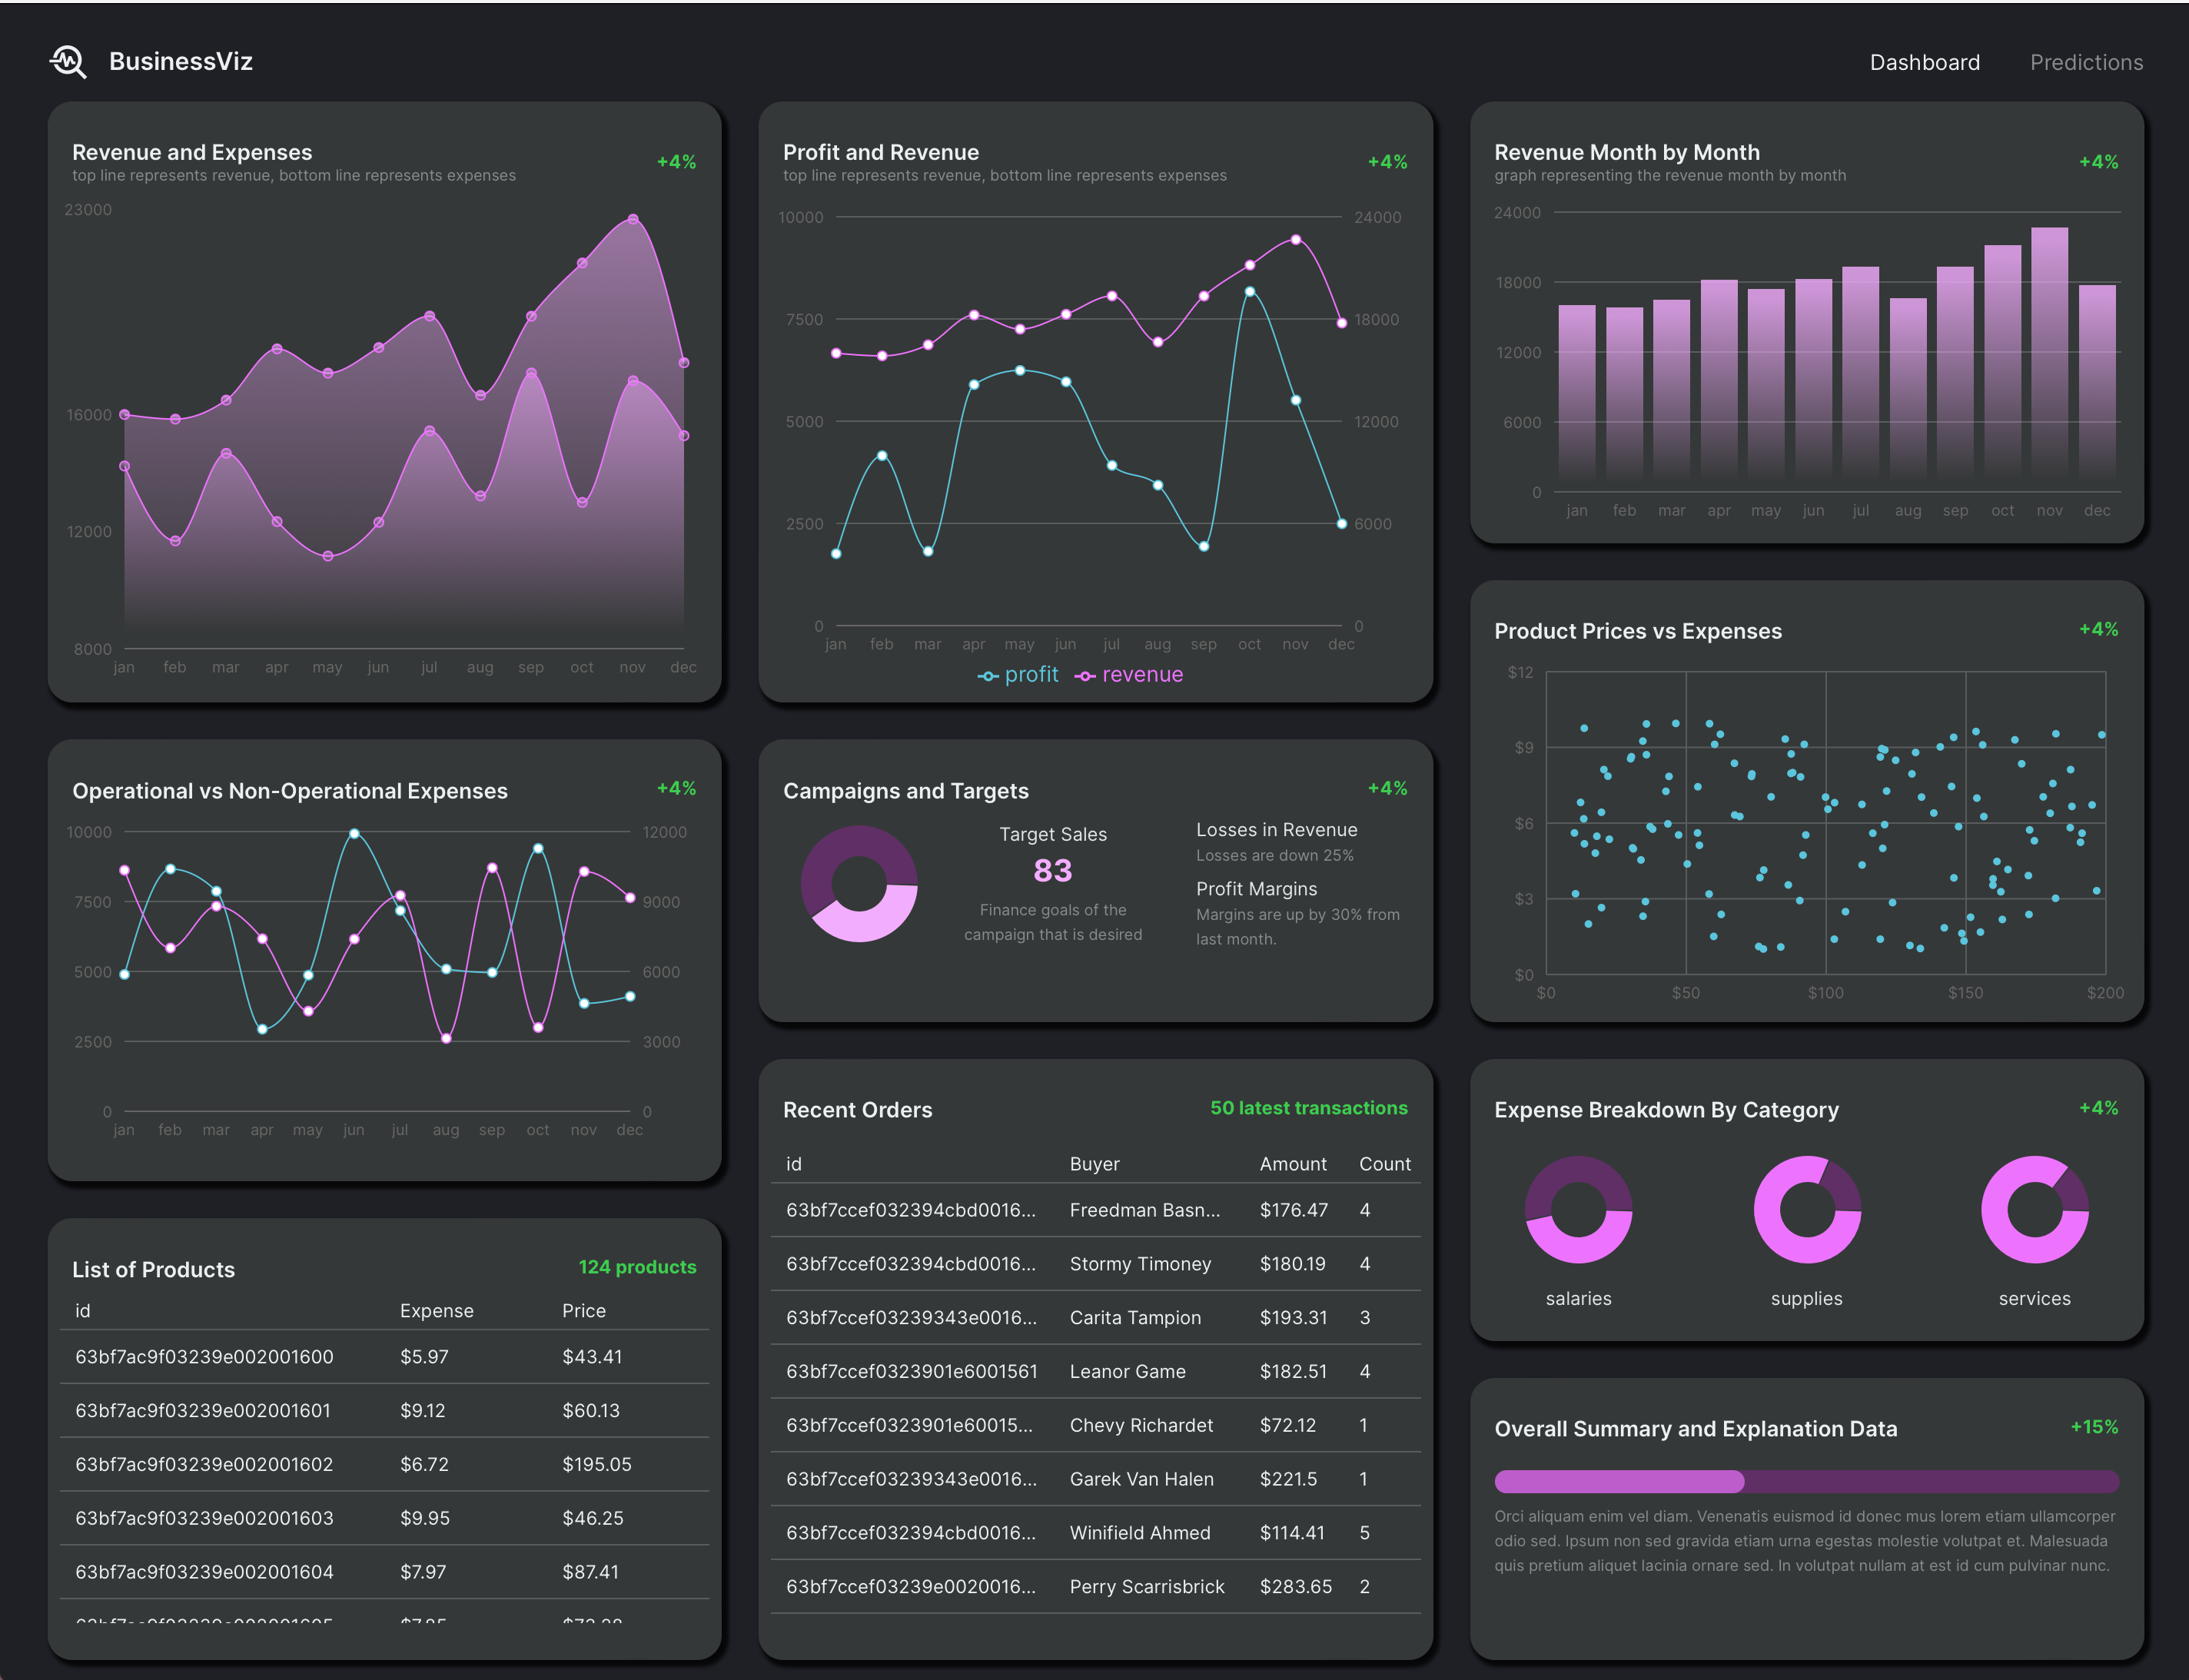 BusinessViz
Dashboard
Predictions
Revenue and Expenses
top line represents revenue, bottom line represents expenses
+4%
23000
16000
12000
8000
jan feb mar apr may jun jul aug sep oct nov dec
Profit and Revenue
top line represents revenue, bottom line represents expenses
+4%
10000
7500
5000
2500
0
24000
18000
12000
6000
0
jan feb mar apr may jun jul aug sep oct nov dec
profit revenue
Revenue Month by Month
graph representing the revenue month by month
+4%
24000
18000
12000
6000
0
jan feb mar apr may jun jul aug sep oct nov dec
Operational vs Non-Operational Expenses
+4%
10000
7500
5000
2500
0
12000
9000
6000
3000
0
jan feb mar apr may jun jul aug sep oct nov dec
Campaigns and Targets
+4%
Target Sales
83
Finance goals of the
campaign that is desired
Losses in Revenue
Losses are down 25%
Profit Margins
Margins are up by 30% from
last month.
Product Prices vs Expenses
+4%
$12
$9
$6
$3
$0
$0 $50 $100 $150 $200
List of Products
124 products
id Expense Price
63bf7ac9f03239e002001600 $5.97 $43.41
63bf7ac9f03239e002001601 $9.12 $60.13
63bf7ac9f03239e002001602 $6.72 $195.05
63bf7ac9f03239e002001603 $9.95 $46.25
63bf7ac9f03239e002001604 $7.97 $87.41
Recent Orders
50 latest transactions
id Buyer Amount Count
63bf7ccef032394cbd0016... Freedman Basn... $176.47 4
63bf7ccef032394cbd0016... Stormy Timoney $180.19 4
63bf7ccef03239343e0016... Carita Tampion $193.31 3
63bf7ccef0323901e6001561 Leanor Game $182.51 4
63bf7ccef0323901e60015... Chevy Richardet $72.12 1
63bf7ccef03239343e0016... Garek Van Halen $221.5 1
63bf7ccef032394cbd0016... Winifield Ahmed $114.41 5
63bf7ccef03239e0020016... Perry Scarrisbrick $283.65 2
Expense Breakdown By Category
+4%
salaries supplies services
Overall Summary and Explanation Data
+15%
Orci aliquam enim vel diam. Venenatis euismod id donec mus lorem etiam ullamcorper
odio sed. Ipsum non sed gravida etiam urna egestas molestie volutpat et. Malesuada
quis pretium aliquet lacinia ornare sed. In volutpat nullam at est id cum pulvinar nunc.